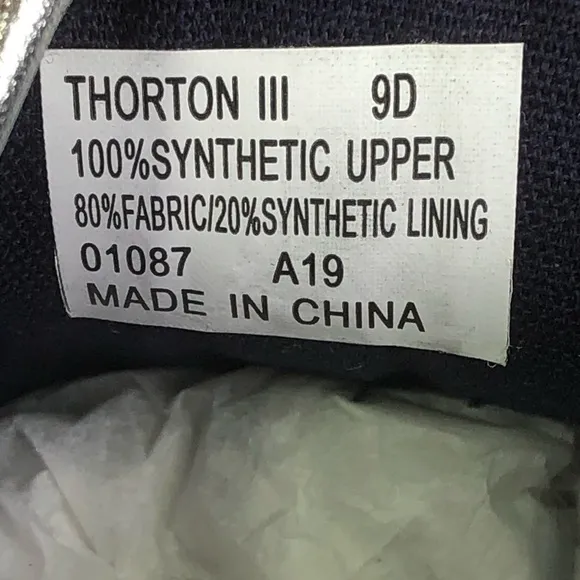 THORTON III 9D
100%SYNTHETIC UPPER
80%FABRIC/20%SYNTHETIC LINING
01087 A19
MADE IN CHINA